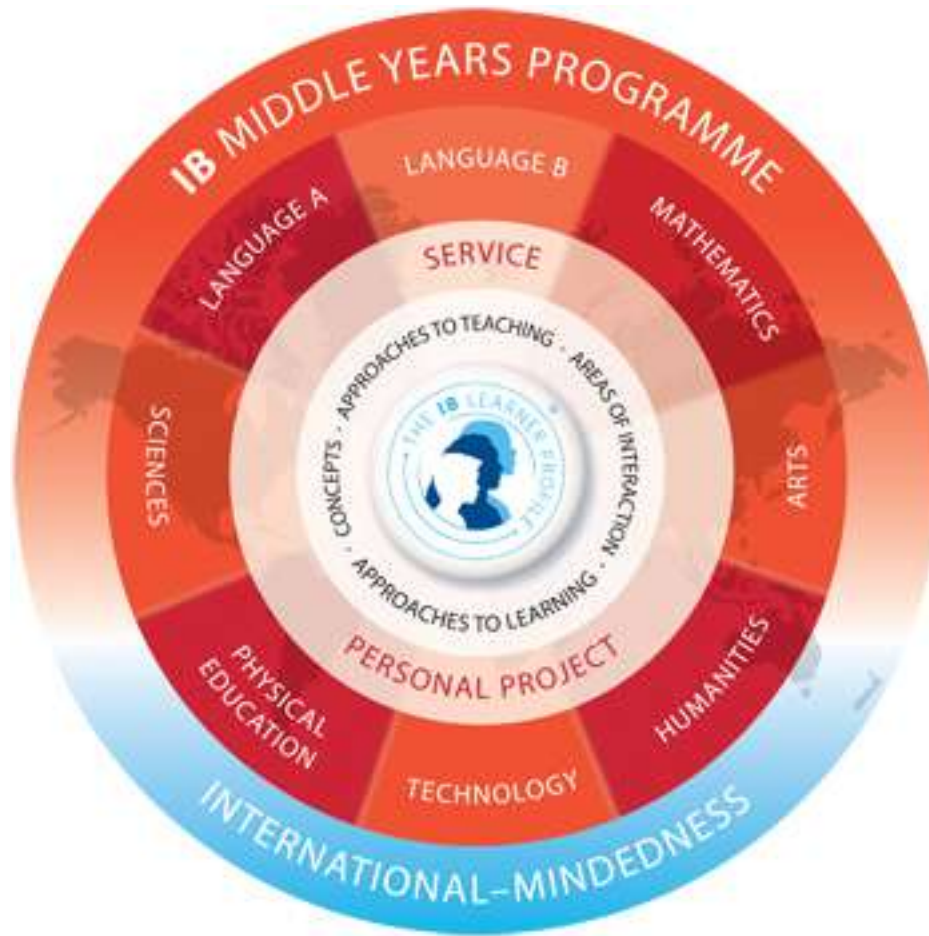 IB MIDDLE YEARS PROGRAMME
LANGUAGE B
LANGUAGE A
MATHEMATICS
SCIENCES
ARTS
PHYSICAL
EDUCATION
HUMANITIES
TECHNOLOGY
SERVICE
PERSONAL PROJECT
APPROACHES TO TEACHING · AREAS OF INTERACTION · APPROACHES TO LEARNING · CONCEPTS ·
THE IB LEARNER PROFILE
INTERNATIONAL–MINDEDNESS